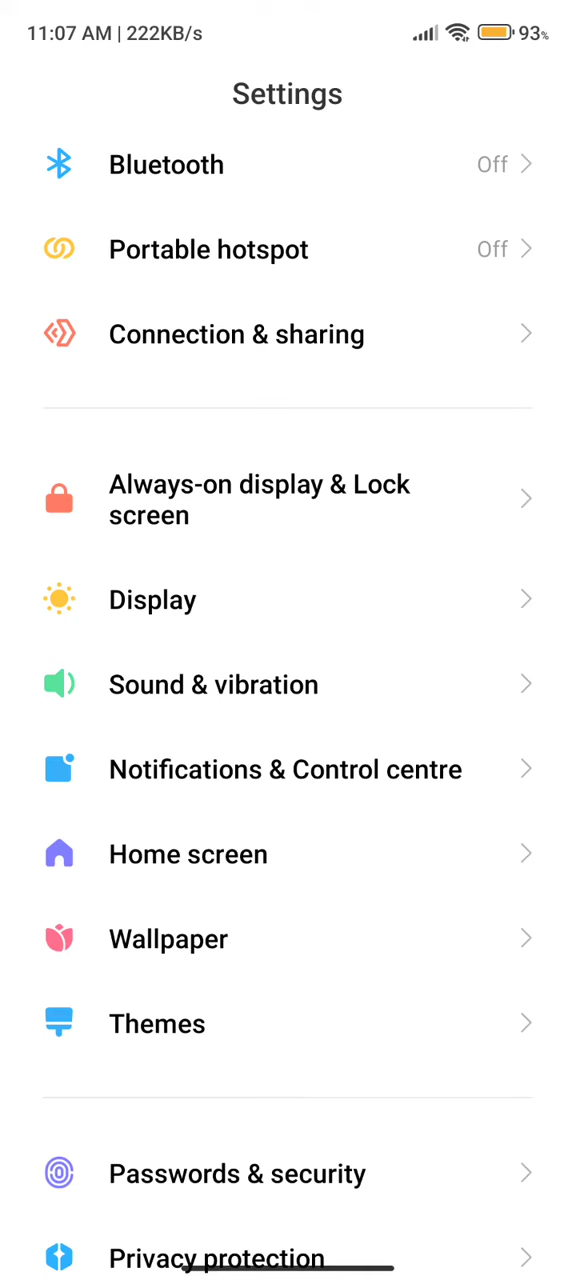 11:07 AM | 222KB/s 93%
Settings
Bluetooth Off
Portable hotspot Off
Connection & sharing
Always-on display & Lock
screen
Display
Sound & vibration
Notifications & Control centre
Home screen
Wallpaper
Themes
Passwords & security
Privacy protection